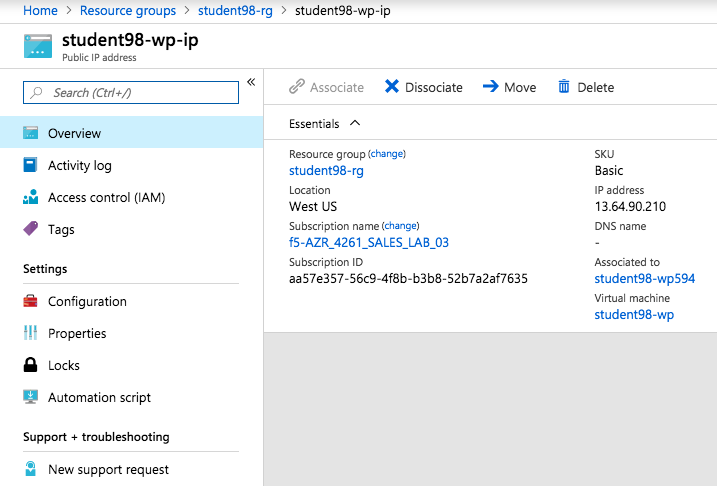 Home > Resource groups > student98-rg > student98-wp-ip
student98-wp-ip
Public IP address
Search (Ctrl+/)
«
Overview
Activity log
Access control (IAM)
Tags
Settings
Configuration
Properties
Locks
Automation script
Support + troubleshooting
New support request
Associate Dissociate Move Delete
Essentials
Resource group (change)
student98-rg
Location
West US
Subscription name (change)
f5-AZR_4261_SALES_LAB_03
Subscription ID
aa57e357-56c9-4f8b-b3b8-52b7a2af7635
SKU
Basic
IP address
13.64.90.210
DNS name
-
Associated to
student98-wp594
Virtual machine
student98-wp